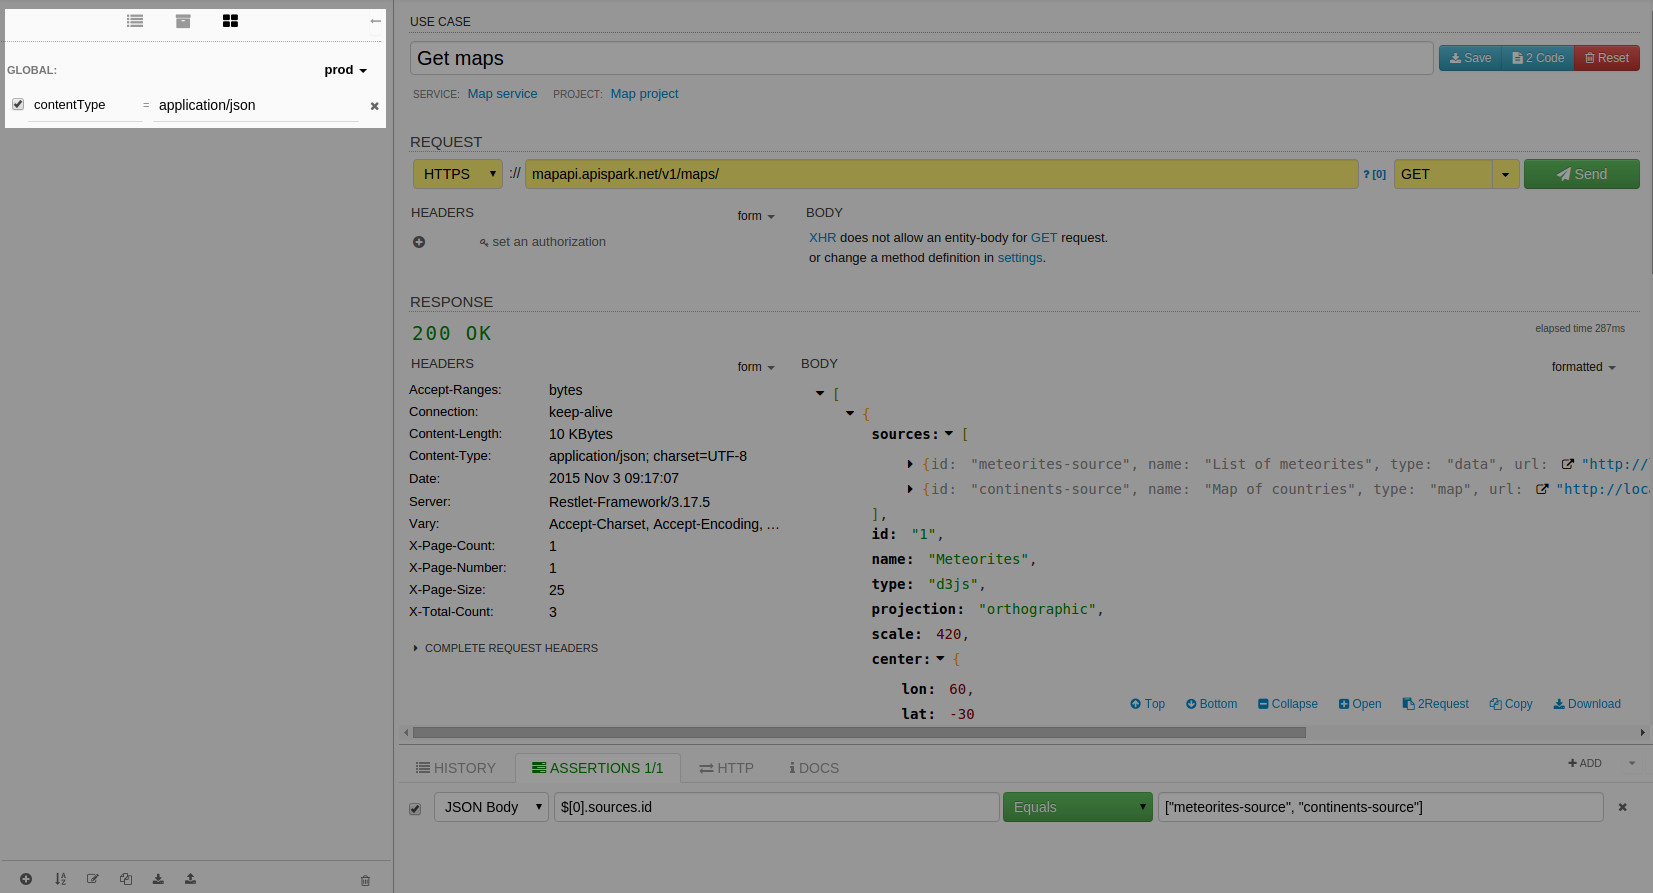 GLOBAL: prod
contentType = application/json
USE CASE
Get maps
Save 2 Code Reset
SERVICE: Map service PROJECT: Map project
REQUEST
HTTPS :// mapapi.apispark.net/v1/maps/ ? [0] GET Send
HEADERS form
set an authorization
BODY
XHR does not allow an entity-body for GET request.
or change a method definition in settings.
RESPONSE
200 OK
elapsed time 287ms
HEADERS form
Accept-Ranges: bytes
Connection: keep-alive
Content-Length: 10 KBytes
Content-Type: application/json; charset=UTF-8
Date: 2015 Nov 3 09:17:07
Server: Restlet-Framework/3.17.5
Vary: Accept-Charset, Accept-Encoding, ...
X-Page-Count: 1
X-Page-Number: 1
X-Page-Size: 25
X-Total-Count: 3
COMPLETE REQUEST HEADERS
BODY formatted
[
{
sources: [
{id: "meteorites-source", name: "List of meteorites", type: "data", url: "http://
{id: "continents-source", name: "Map of countries", type: "map", url: "http://loc
],
id: "1",
name: "Meteorites",
type: "d3js",
projection: "orthographic",
scale: 420,
center: {
lon: 60,
lat: -30
Top Bottom Collapse Open 2Request Copy Download
HISTORY ASSERTIONS 1/1 HTTP DOCS ADD
JSON Body $[0].sources.id Equals ["meteorites-source", "continents-source"]